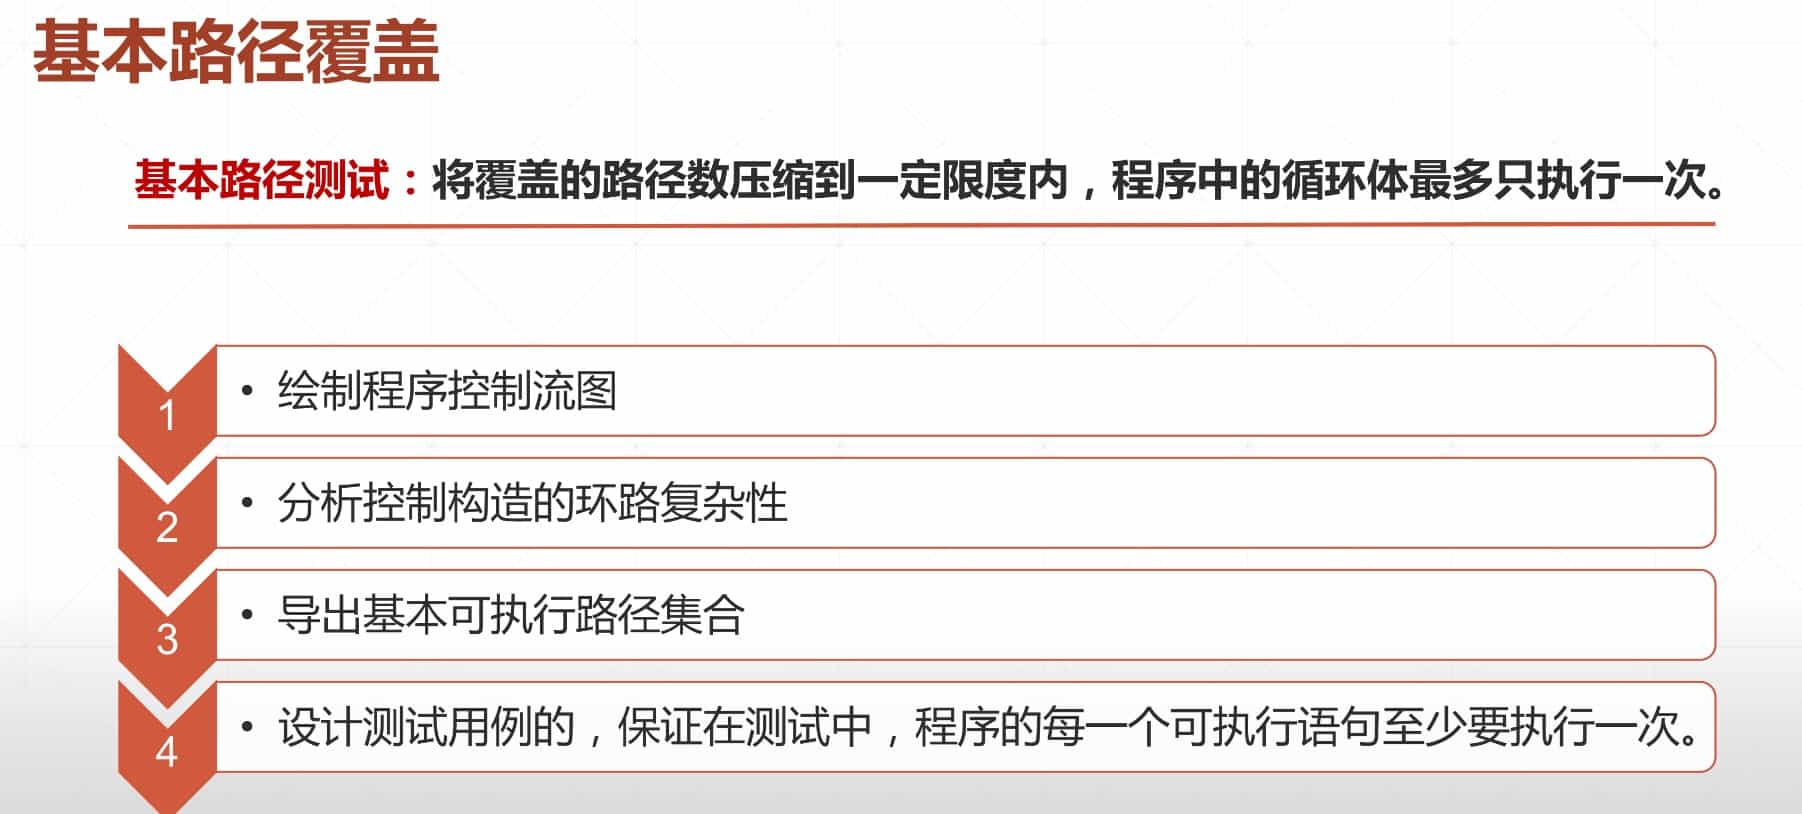 基本路径覆盖
基本路径测试：将覆盖的路径数压缩到一定限度内，程序中的循环体最多只执行一次。
1
• 绘制程序控制流图
2
• 分析控制构造的环路复杂性
3
• 导出基本可执行路径集合
4
• 设计测试用例的，保证在测试中，程序的每一个可执行语句至少要执行一次。